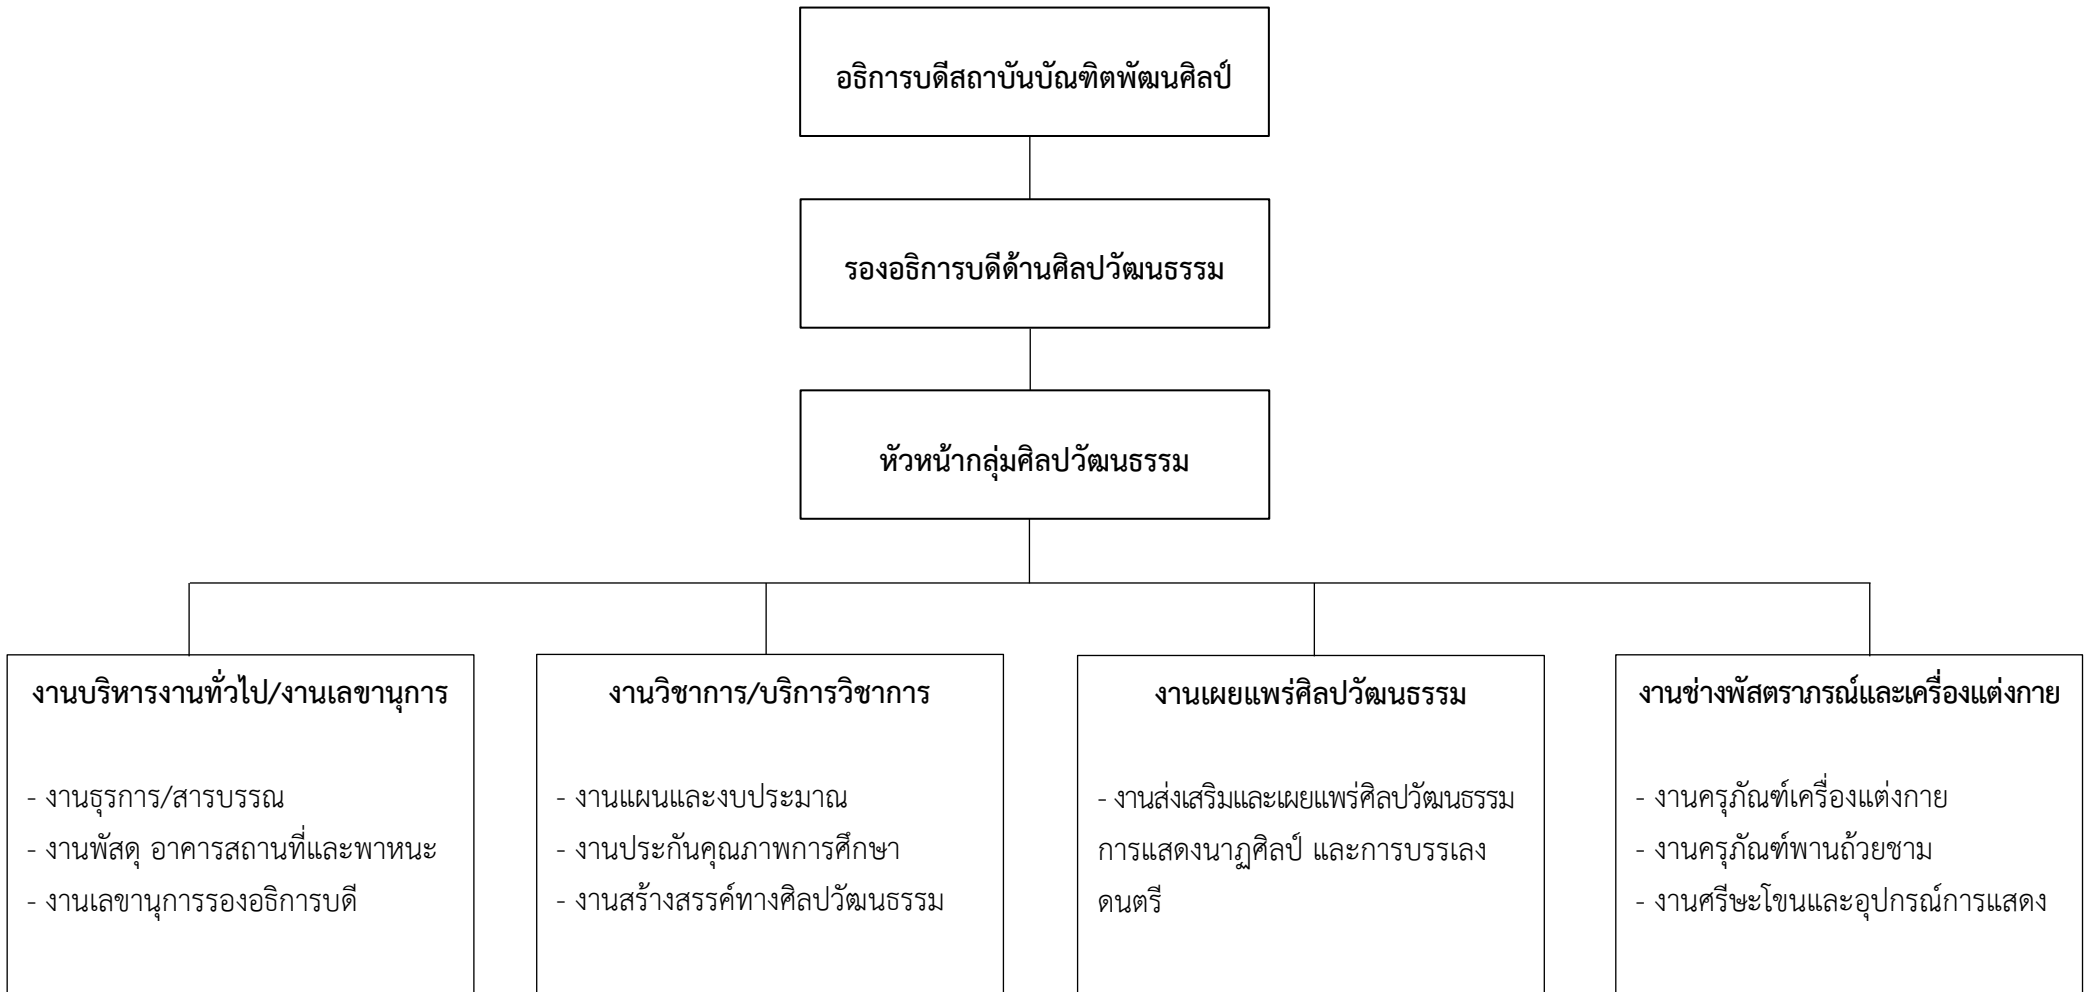 อธิการบดีสถาบันบัณฑิตพัฒนศิลป์
รองอธิการบดีด้านศิลปวัฒนธรรม
หัวหน้ากลุ่มศิลปวัฒนธรรม
งานบริหารงานทั่วไป/งานเลขานุการ
- งานธุรการ/สารบรรณ
- งานพัสดุ อาคารสถานที่และพาหนะ
- งานเลขานุการรองอธิการบดี
งานวิชาการ/บริการวิชาการ
- งานแผนและงบประมาณ
- งานประกันคุณภาพการศึกษา
- งานสร้างสรรค์ทางศิลปวัฒนธรรม
งานเผยแพร่ศิลปวัฒนธรรม
- งานส่งเสริมและเผยแพร่ศิลปวัฒนธรรม
การแสดงนาฏศิลป์ และการบรรเลง
ดนตรี
งานช่างพัสตราภรณ์และเครื่องแต่งกาย
- งานครุภัณฑ์เครื่องแต่งกาย
- งานครุภัณฑ์พานถ้วยชาม
- งานศรีษะโขนและอุปกรณ์การแสดง